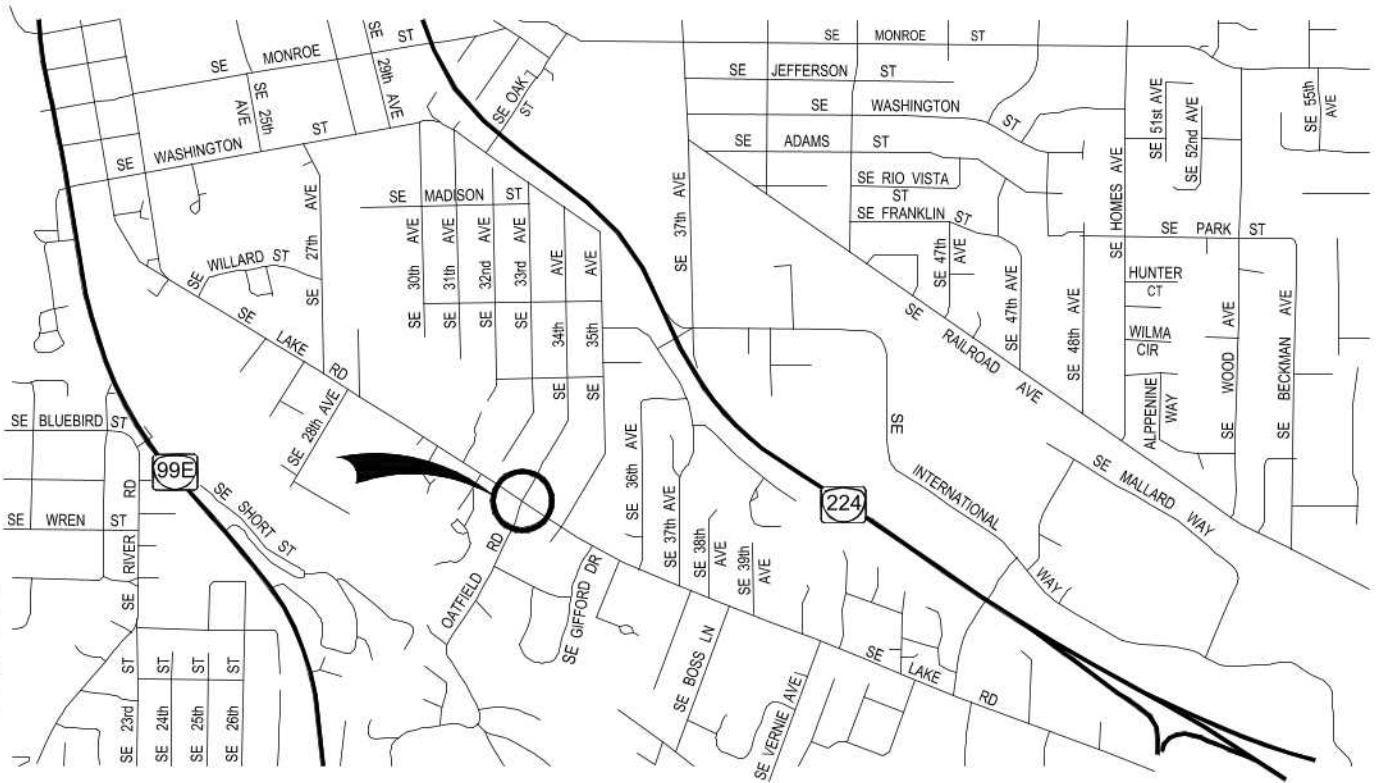 SE MONROE ST
SE 29th AVE
SE 25th AVE
SE WASHINGTON ST
SE OAK ST
SE MONROE ST
SE JEFFERSON ST
SE WASHINGTON ST
SE ADAMS ST
SE RIO VISTA ST
SE FRANKLIN ST
SE 51st AVE
SE 52nd AVE
SE 55th AVE
SE HOMES AVE
SE PARK ST
SE 37th AVE
SE MADISON ST
SE 27th AVE
SE WILLARD ST
SE 30th AVE
SE 31th AVE
SE 32nd AVE
SE 33rd AVE
SE 34th AVE
SE 35th AVE
SE 47th AVE
SE 47th AVE
SE 48th AVE
HUNTER CT
WILMA CIR
ALPPENINE WAY
SE WOOD AVE
SE BECKMAN AVE
SE RAILROAD AVE
SE LAKE RD
SE 28th AVE
SE BLUEBIRD ST
99E
SE WREN ST
SE RIVER RD
SE SHORT ST
SE 36th AVE
SE 37th AVE
SE 38th AVE
SE 39th AVE
224
SE INTERNATIONAL WAY
SE MALLARD WAY
OATFIELD RD
SE GIFFORD DR
SE BOSS LN
SE VERNIE AVE
SE LAKE RD
SE 23rd ST
SE 24th ST
SE 25th ST
SE 26th ST